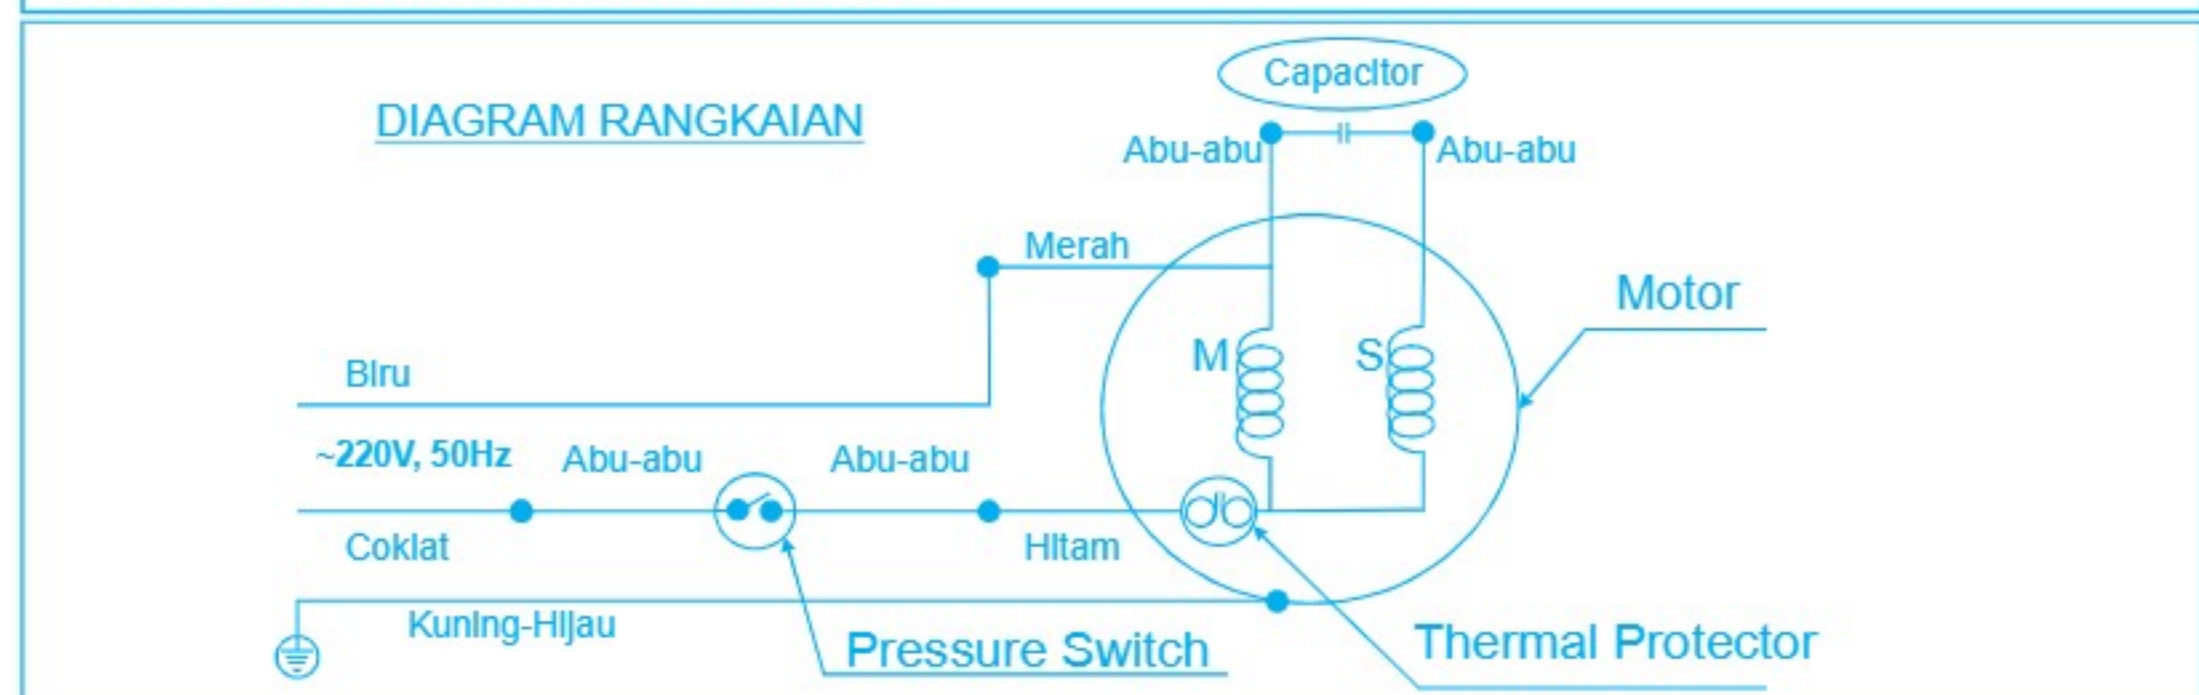 Capacitor
DIAGRAM RANGKAIAN
Abu-abu
Abu-abu
Merah
Motor
M
S
Biru
~220V, 50Hz
Abu-abu
Abu-abu
Coklat
Hitam
Kuning-Hijau
Pressure Switch
Thermal Protector